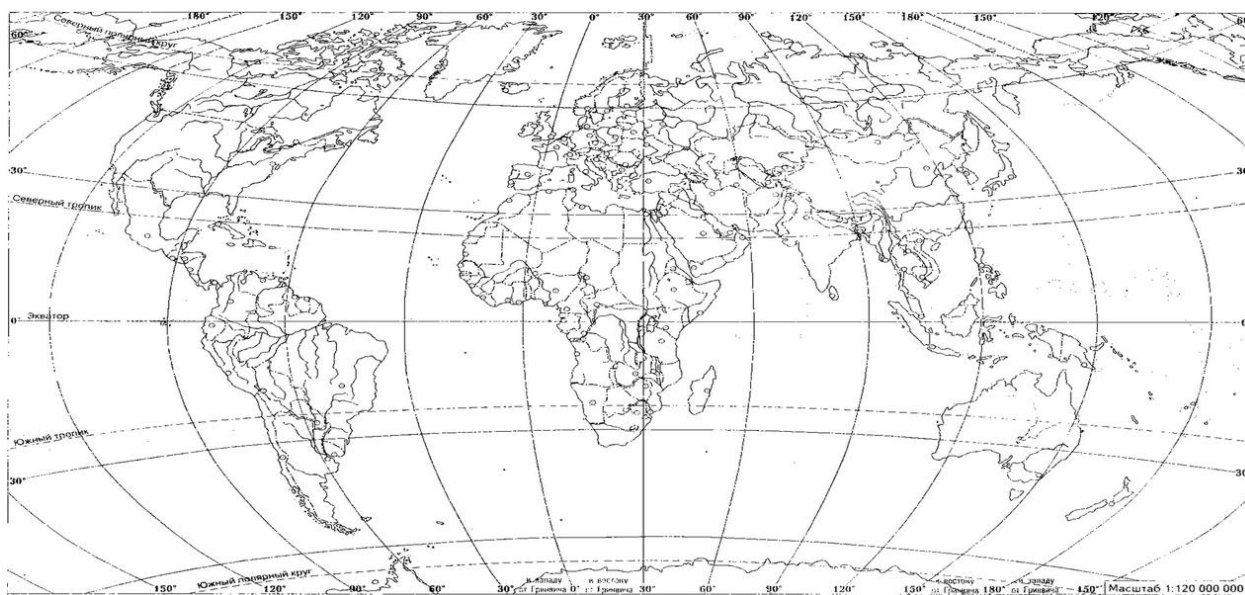 180° 150° 120° 90° 60° 30° 0° 30° 60° 90° 120° 150° 180° 150° 120°
60°
60
Северный полярный круг
30°
30
Северный тропик
Экватор
0°
Южный тропик
30°
30
Южный полярный круг
к западу от Гринвича
к востоку от Гринвича
к востоку от Гринвича
к западу от Гринвича
150° 120° 90° 60° 30° 0° 30° 60° 90° 120° 150° 180° 150°
Масштаб 1:120 000 000